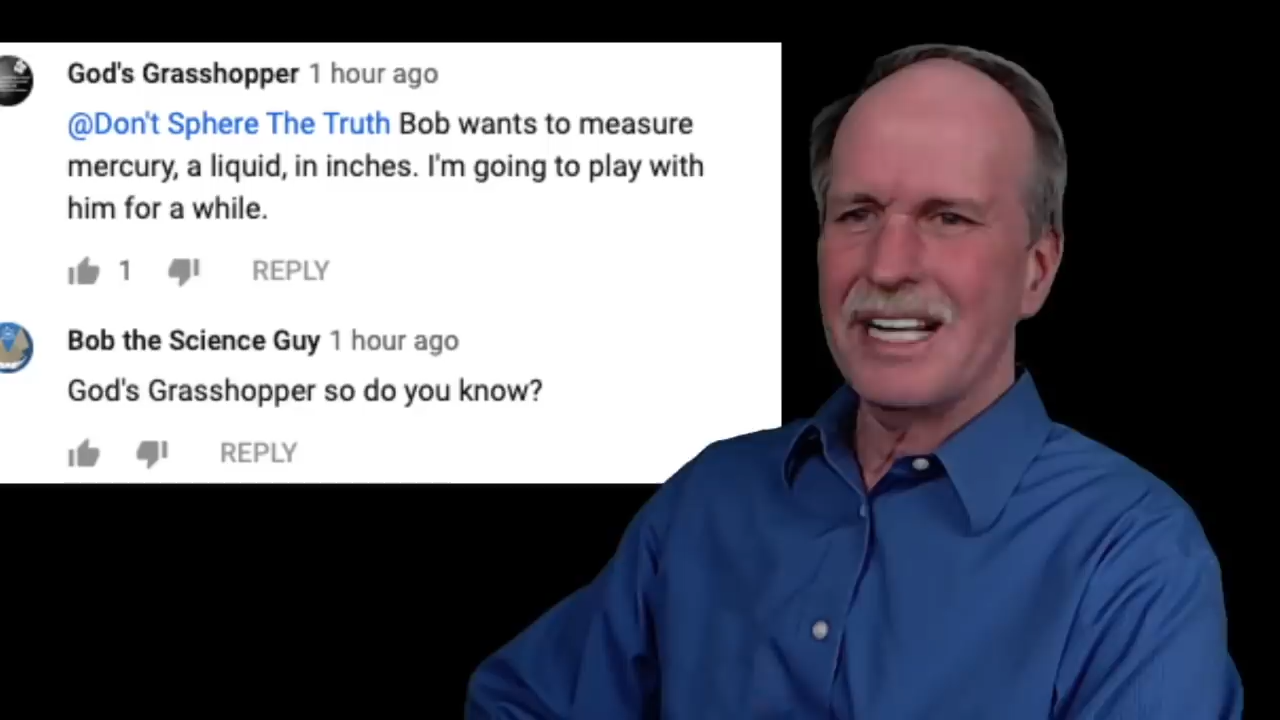 God's Grasshopper 1 hour ago
@Don't Sphere The Truth Bob wants to measure
mercury, a liquid, in inches. I'm going to play with
him for a while.
1 REPLY
Bob the Science Guy 1 hour ago
God's Grasshopper so do you know?
REPLY